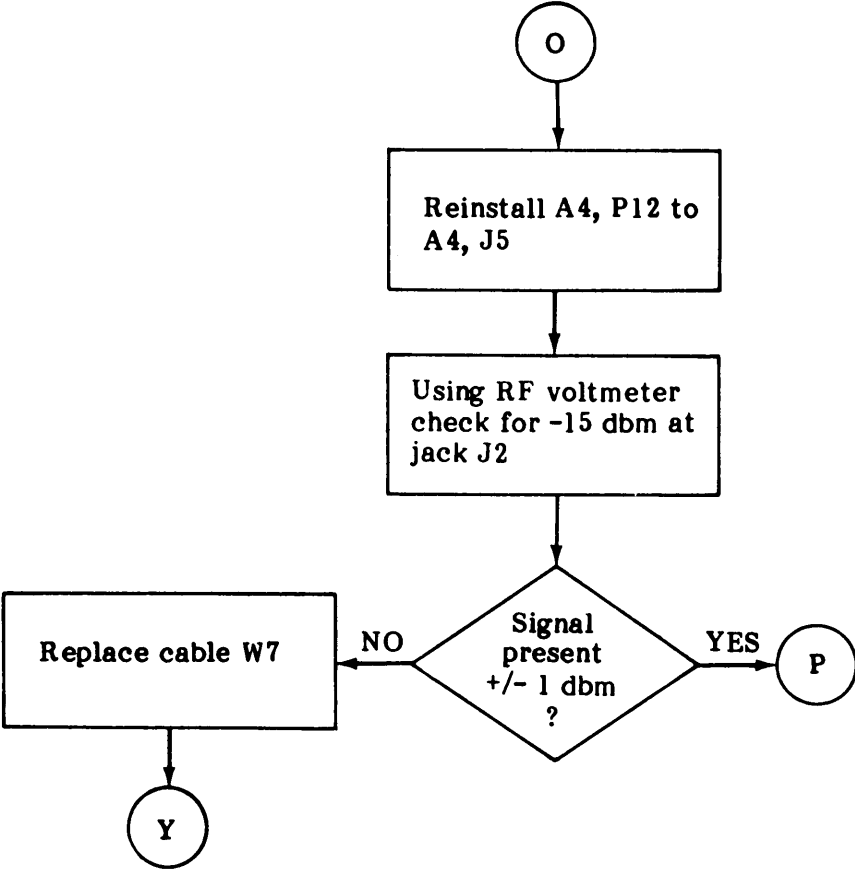 O
Reinstall A4, P12 to
A4, J5
Using RF voltmeter
check for -15 dbm at
jack J2
Signal
present
+/- 1 dbm
?
NO
YES
Replace cable W7
P
Y